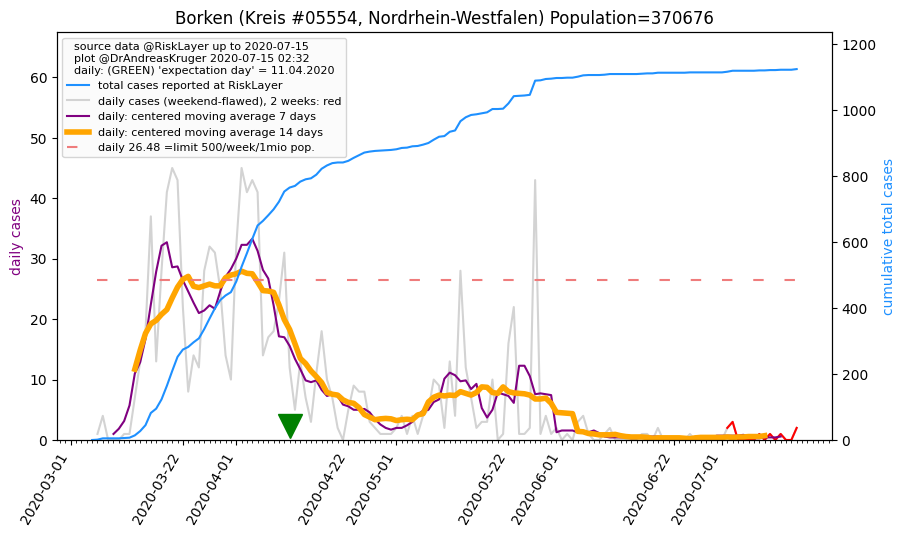 Borken (Kreis #05554, Nordrhein-Westfalen) Population=370676
source data @RiskLayer up to 2020-07-15
plot @DrAndreasKruger 2020-07-15 02:32
daily: (GREEN) 'expectation day' = 11.04.2020
total cases reported at RiskLayer
daily cases (weekend-flawed), 2 weeks: red
daily: centered moving average 7 days
daily: centered moving average 14 days
daily 26.48 =limit 500/week/1mio pop.
daily cases
60
50
40
30
20
10
0
cumulative total cases
1200
1000
800
600
400
200
0
2020-03-01
2020-03-22
2020-04-01
2020-04-22
2020-05-01
2020-05-22
2020-06-01
2020-06-22
2020-07-01